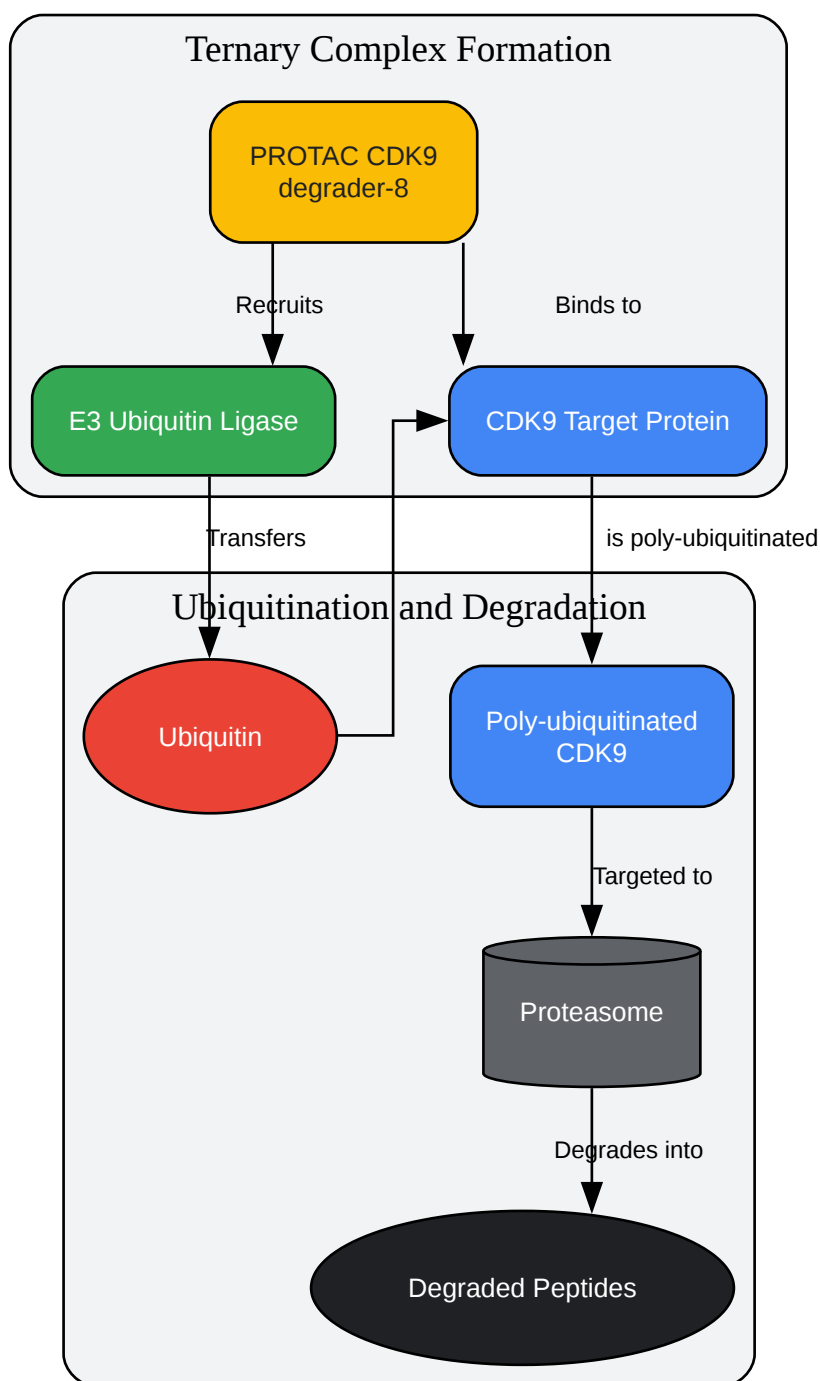 Ternary Complex Formation
PROTAC CDK9
degrader-8
Recruits
Binds to
E3 Ubiquitin Ligase
CDK9 Target Protein
Transfers
is poly-ubiquitinated
Ubiquitination and Degradation
Ubiquitin
Poly-ubiquitinated
CDK9
Targeted to
Proteasome
Degrades into
Degraded Peptides